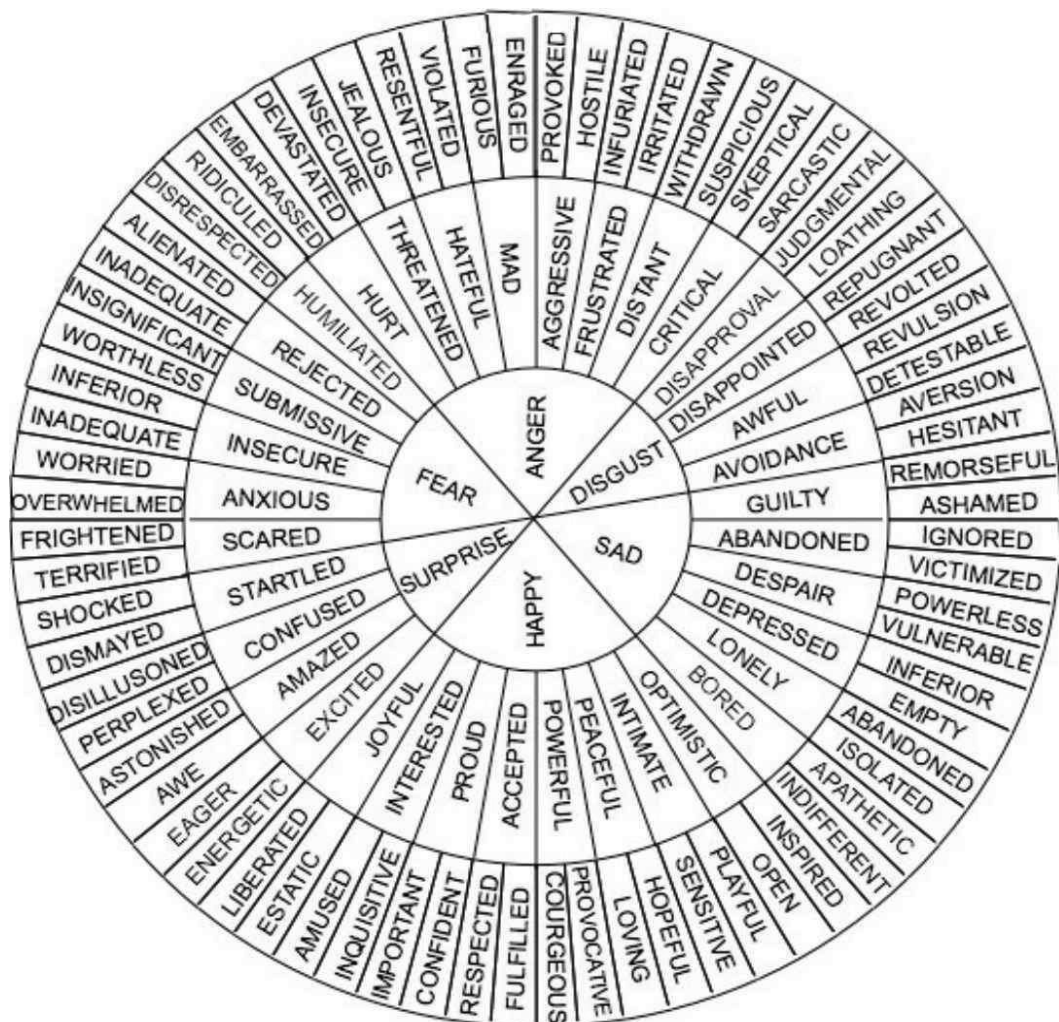 ANGER
DISGUST
SAD
HAPPY
SURPRISE
FEAR
MAD
AGGRESSIVE
FRUSTRATED
DISTANT
CRITICAL
DISAPPROVAL
DISAPPOINTED
AWFUL
AVOIDANCE
GUILTY
ABANDONED
DESPAIR
DEPRESSED
LONELY
BORED
OPTIMISTIC
INTIMATE
PEACEFUL
POWERFUL
ACCEPTED
PROUD
INTERESTED
JOYFUL
EXCITED
AMAZED
CONFUSED
STARTLED
SCARED
ANXIOUS
INSECURE
SUBMISSIVE
REJECTED
HUMILIATED
HURT
THREATENED
HATEFUL
ENRAGED
PROVOKED
HOSTILE
INFURIATED
IRRITATED
WITHDRAWN
SUSPICIOUS
SKEPTICAL
SARCASTIC
JUDGMENTAL
LOATHING
REPUGNANT
REVOLTED
REVULSION
DETESTABLE
AVERSION
HESITANT
REMORSEFUL
ASHAMED
IGNORED
VICTIMIZED
POWERLESS
VULNERABLE
INFERIOR
EMPTY
ABANDONED
ISOLATED
APATHETIC
INDIFFERENT
INSPIRED
OPEN
PLAYFUL
SENSITIVE
HOPEFUL
LOVING
PROVOCATIVE
COURGEOUS
FULFILLED
RESPECTED
CONFIDENT
IMPORTANT
INQUISITIVE
AMUSED
ESTATIC
LIBERATED
ENERGETIC
EAGER
AWE
ASTONISHED
PERPLEXED
DISILLUSONED
DISMAYED
SHOCKED
TERRIFIED
FRIGHTENED
OVERWHELMED
WORRIED
INADEQUATE
INFERIOR
WORTHLESS
INSIGNIFICANT
INADEQUATE
ALIENATED
DISRESPECTED
RIDICULED
EMBARRASSED
DEVASTATED
INSECURE
JEALOUS
RESENTFUL
VIOLATED
FURIOUS